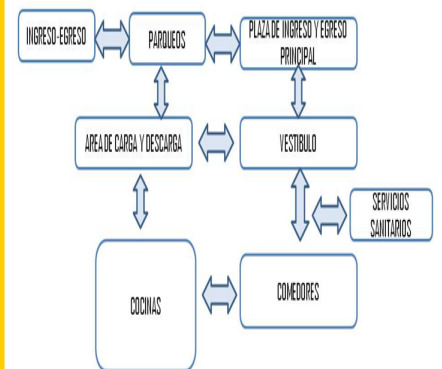 INGRESO-EGRESO
PARQUEOS
PLAZA DE INGRESO Y EGRESO
PRINCIPAL
AREA DE CARGA Y DESCARGA
VESTIBULO
SERVICIOS
SANITARIOS
COCINAS
COMEDORES